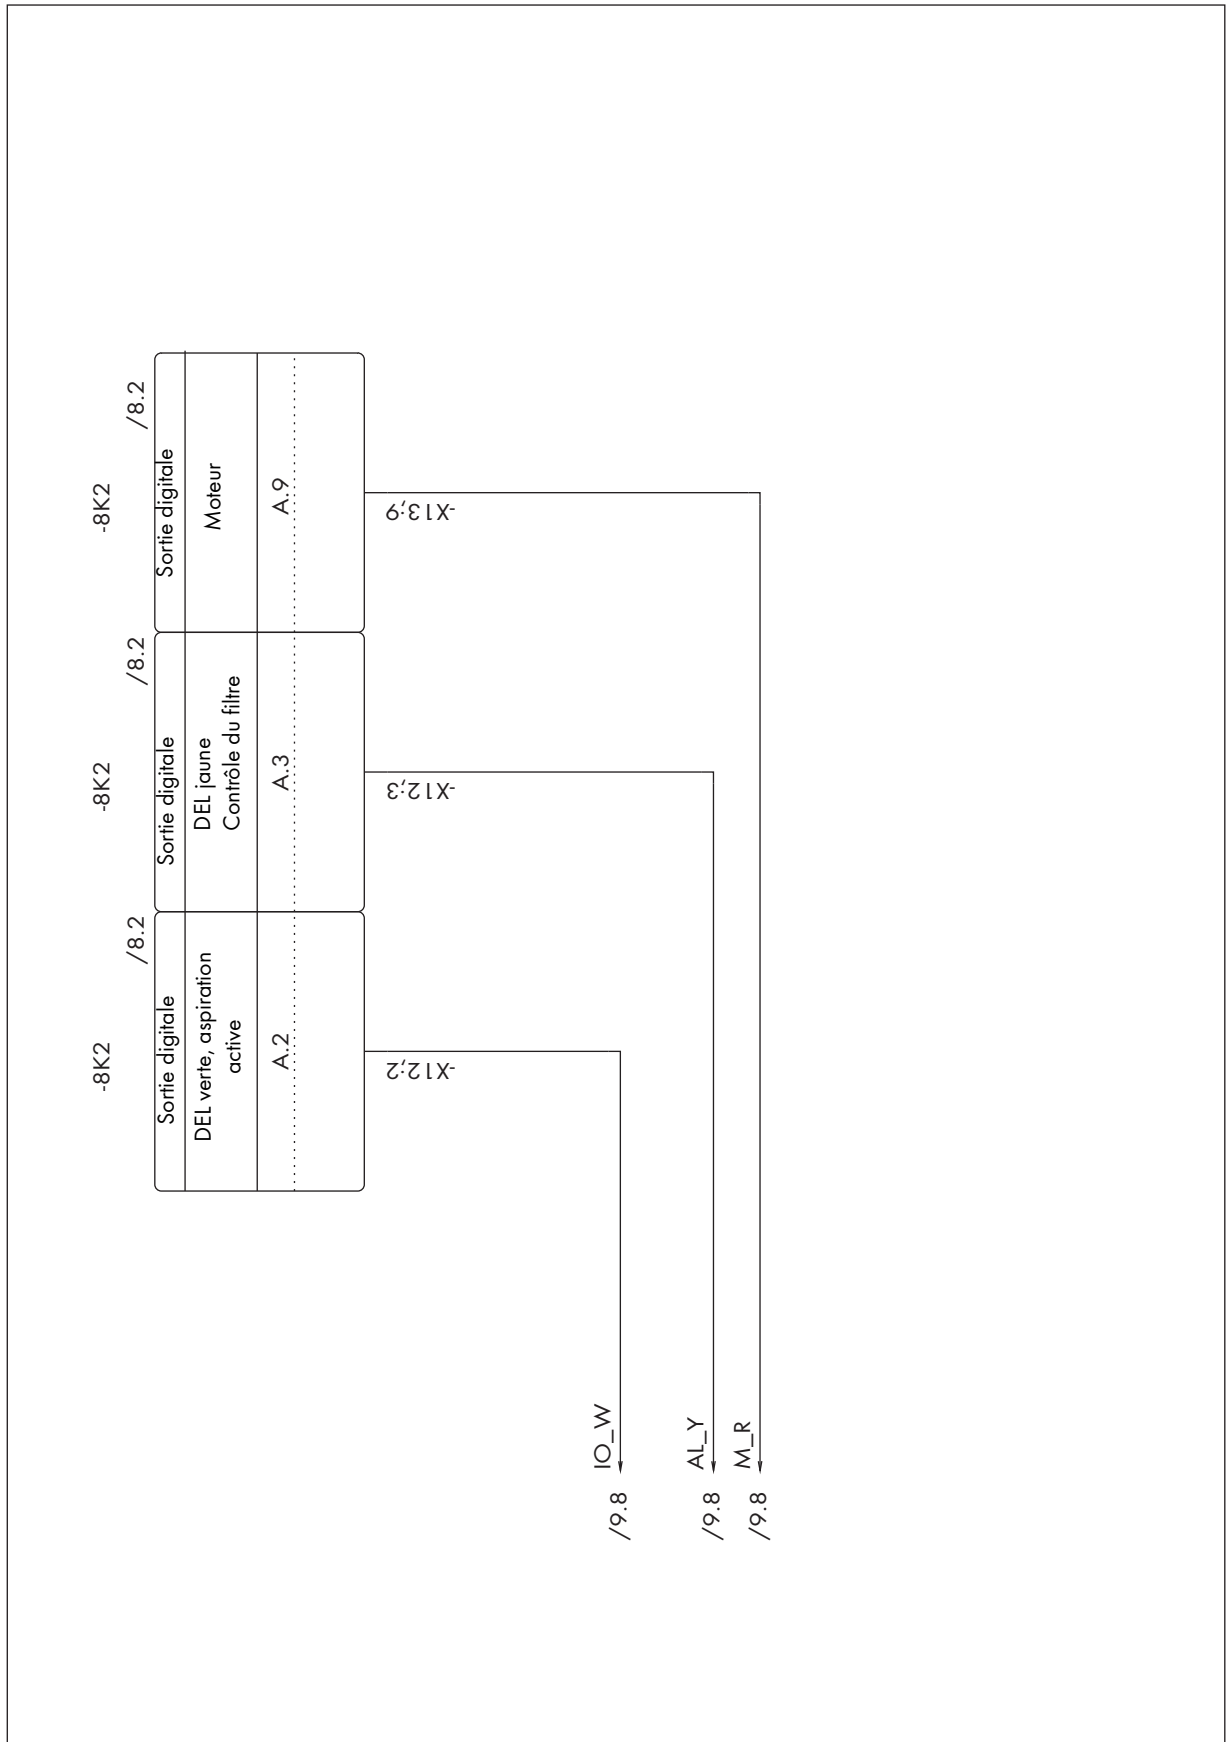 -8K2
/8.2
Sortie digitale
DEL verte, aspiration
active
A.2
-X12;2
-8K2
/8.2
Sortie digitale
DEL jaune
Contrôle du filtre
A.3
-X12;3
-8K2
/8.2
Sortie digitale
Moteur
A.9
-X13;9
/9.8
IO_W
/9.8
AL_Y
/9.8
M_R